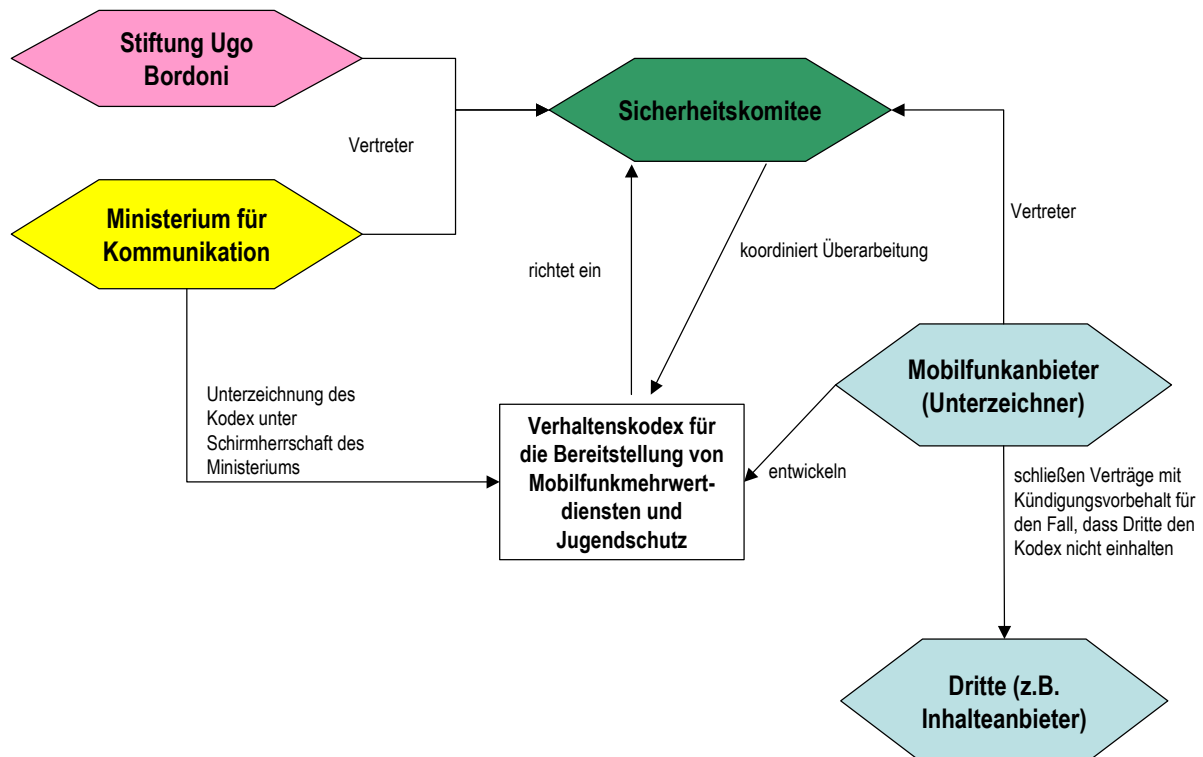 Stiftung Ugo
Bordoni
Sicherheitskomitee
Vertreter
Ministerium für
Kommunikation
Vertreter
richtet ein
koordiniert Überarbeitung
Unterzeichnung des
Kodex unter
Schirmherrschaft des
Ministeriums
Verhaltenskodex für
die Bereitstellung von
Mobilfunkmehrwert-
diensten und
Jugendschutz
entwickeln
Mobilfunkanbieter
(Unterzeichner)
schließen Verträge mit
Kündigungsvorbehalt für
den Fall, dass Dritte den
Kodex nicht einhalten
Dritte (z.B.
Inhalteanbieter)